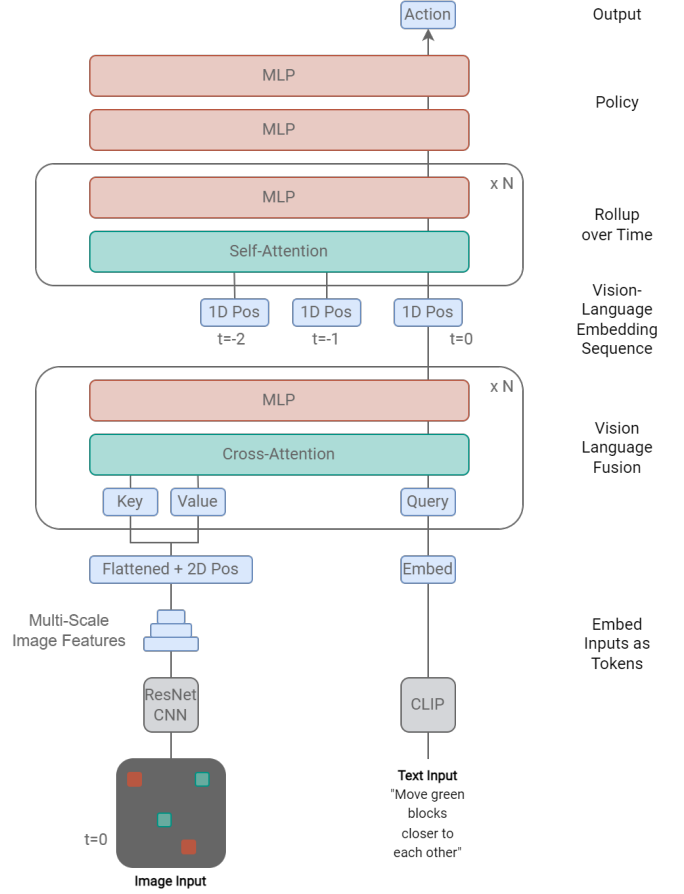 Action
Output
MLP
Policy
MLP
x N
MLP
Rollup
over Time
Self-Attention
Vision-
Language
Embedding
Sequence
1D Pos
1D Pos
1D Pos
t=-2
t=-1
t=0
x N
MLP
Vision
Language
Fusion
Cross-Attention
Key
Value
Query
Flattened + 2D Pos
Embed
Multi-Scale
Image Features
Embed
Inputs as
Tokens
ResNet
CNN
CLIP
Text Input
"Move green
blocks
closer to
each other"
t=0
Image Input